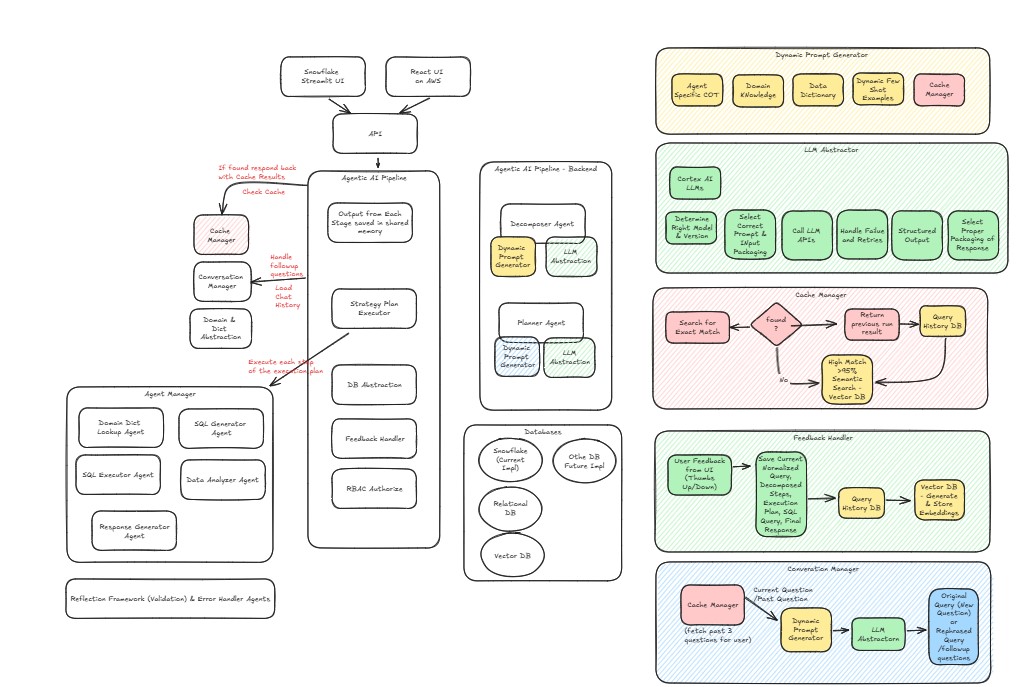 Snowflake
Streamlit UI
React UI
on AWS
API
If found respond back
with Cache Results
Check Cache
Cache
Manager
Handle
followup
questions
Conversation
Manager
Load
Chat
History
Domain &
Dict
Abstraction
Agentic AI Pipeline
Output from Each
Stage saved in shared
memory
Strategy Plan
Executor
Execute each step
of the execution plan
DB Abstraction
Feedback Handler
RBAC Authorize
Agent Manager
Domain Dict
Lookup Agent
SQL Generator
Agent
SQL Executor Agent
Data Analyzer Agent
Response Generator
Agent
Reflection Framework (Validation) & Error Handler Agents
Agentic AI Pipeline - Backend
Decomposer Agent
Dynamic
Prompt
Generator
LLM
Abstraction
Planner Agent
Dynamic
Prompt
Generator
LLM
Abstraction
Databases
Snowflake
(Current
Impl)
Othe DB
Future Impl
Relational
DB
Vector DB
Dynamic Prompt Generator
Agent
Specific COT
Domain
KNowledge
Data
Dictionary
Dynamic Few
Shot
Examples
Cache
Manager
LLM Abstractor
Cortex AI
LLMs
Determine
Right Model
& Version
Select
Correct
Prompt &
INput
Packaging
Call LLM
APIs
Handle Failue
and Retries
Structured
Output
Select
Proper
Packaging of
Response
Cache Manager
Search for
Exact Match
found
?
Return
previous run
result
Query
History DB
No
High Match
>95%
Semantic
Search -
Vector DB
Feedback Handler
User Feedback
from UI
(Thumbs
Up/Down)
Save Current
Normalized
Query,
Decomposed
Steps,
Execution
Plan, SQL
Query, Final
Response
Query
History DB
Vector DB
- Generate
& Store
Embeddings
Converation Manager
Cache Manager
(fetch past 3
questions for user)
Current Question
/Past Question
Dynamic
Prompt
Generator
LLM
Abstractorn
Original
Query (New
Question)
or
Rephrased
Query
/followup
questions